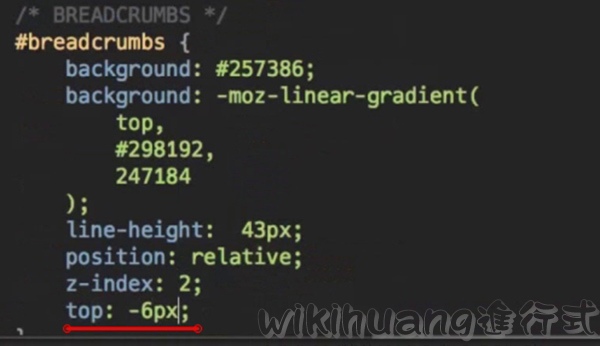 /* BREADCRUMBS */
#breadcrumbs {
background: #257386;
background: -moz-linear-gradient(
top,
#298192,
247184
);
line-height: 43px;
position: relative;
z-index: 2;
top: -6px;
}
wikihuang進行式